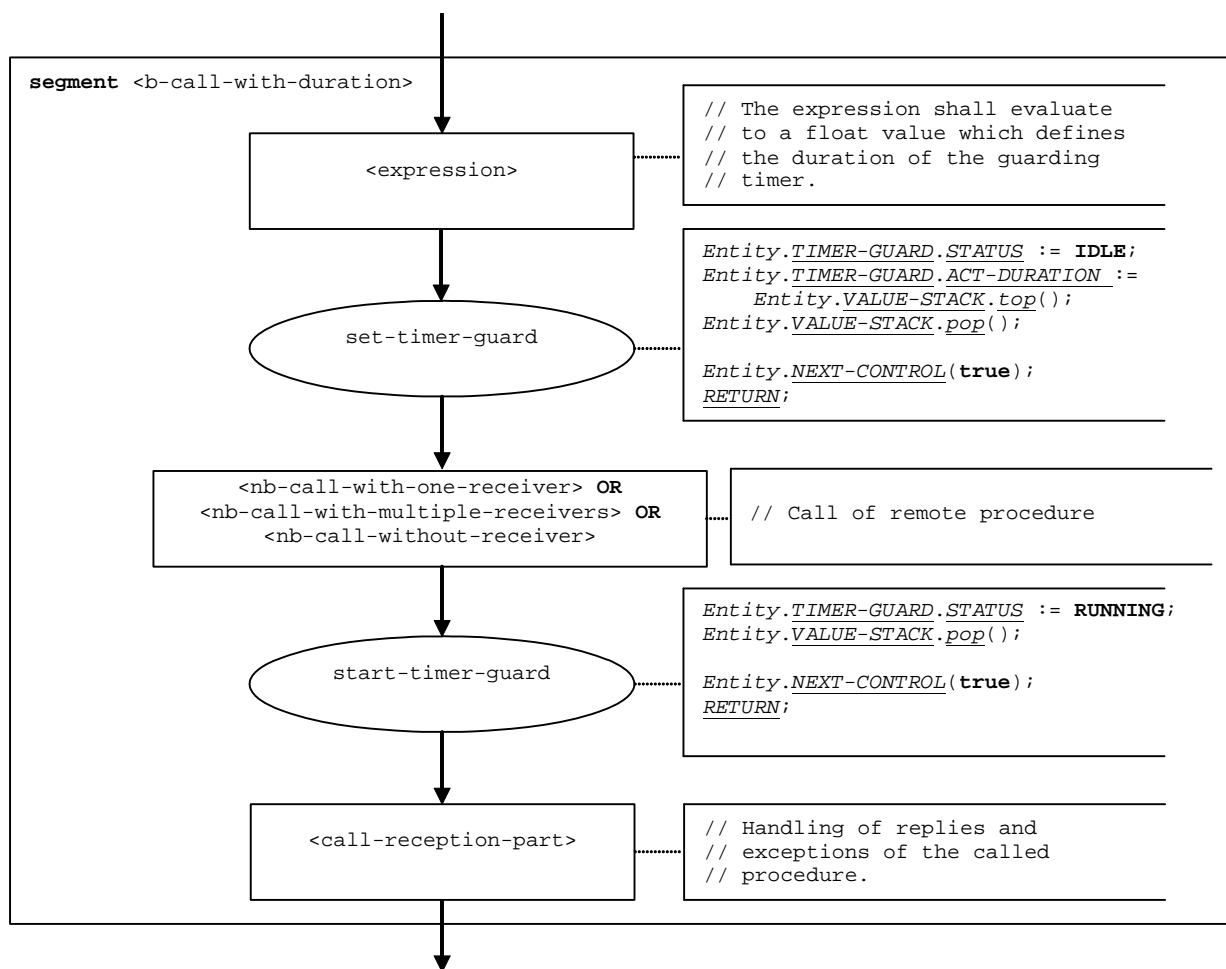 segment <b-call-with-duration>
<expression>
// The expression shall evaluate
// to a float value which defines
// the duration of the guarding
// timer.
set-timer-guard
Entity.TIMER-GUARD.STATUS := IDLE;
Entity.TIMER-GUARD.ACT-DURATION :=
Entity.VALUE-STACK.top();
Entity.VALUE-STACK.pop();
Entity.NEXT-CONTROL(true);
RETURN;
<nb-call-with-one-receiver> OR
<nb-call-with-multiple-receivers> OR
<nb-call-without-receiver>
// Call of remote procedure
start-timer-guard
Entity.TIMER-GUARD.STATUS := RUNNING;
Entity.VALUE-STACK.pop();
Entity.NEXT-CONTROL(true);
RETURN;
<call-reception-part>
// Handling of replies and
// exceptions of the called
// procedure.